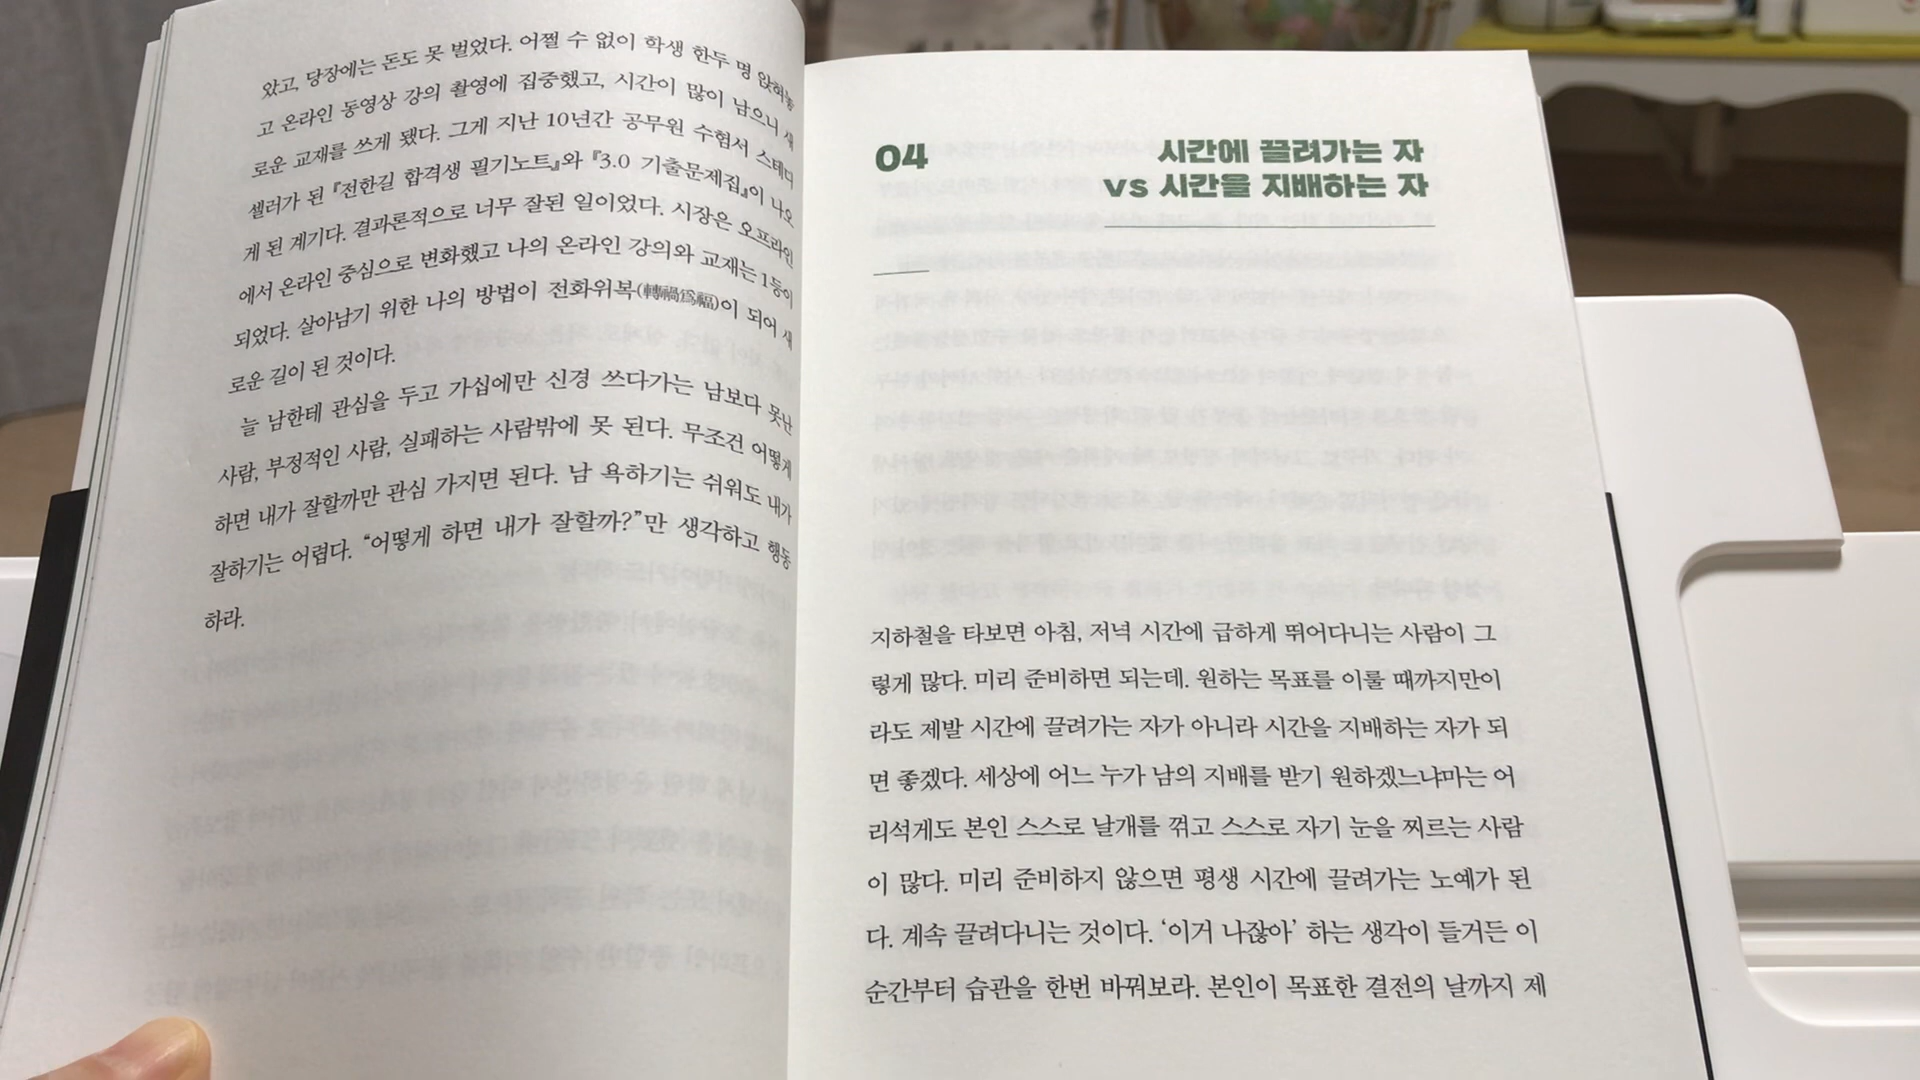 았고, 당장에는 돈도 못 벌었다. 어쩔 수 없이 학생 한두 명 앉혀놓
고 온라인 동영상 강의 촬영에 집중했고, 시간이 많이 남으니 새
로운 교재를 쓰게 됐다. 그게 지난 10년간 공무원 수험서 스테디
셀러가 된 『전한길 합격생 필기노트』와 『3.0 기출문제집』이 나오
게 된 계기다. 결과론적으로 너무 잘된 일이었다. 시장은 오프라인
에서 온라인 중심으로 변화했고 나의 온라인 강의와 교재는 1등이
되었다. 살아남기 위한 나의 방법이 전화위복(轉禍爲福)이 되어 새
로운 길이 된 것이다.
늘 남한테 관심을 두고 가십에만 신경 쓰다가는 남보다 못난
사람, 부정적인 사람, 실패하는 사람밖에 못 된다. 무조건 어떻게
하면 내가 잘할까만 관심 가지면 된다. 남 욕하기는 쉬워도 내가
잘하기는 어렵다. “어떻게 하면 내가 잘할까?”만 생각하고 행동
하라.
04
시간에 끌려가는 자
vs 시간을 지배하는 자
지하철을 타보면 아침, 저녁 시간에 급하게 뛰어다니는 사람이 그
렇게 많다. 미리 준비하면 되는데. 원하는 목표를 이룰 때까지만이
라도 제발 시간에 끌려가는 자가 아니라 시간을 지배하는 자가 되
면 좋겠다. 세상에 어느 누가 남의 지배를 받기 원하겠느냐마는 어
리석게도 본인 스스로 날개를 꺾고 스스로 자기 눈을 찌르는 사람
이 많다. 미리 준비하지 않으면 평생 시간에 끌려가는 노예가 된
다. 계속 끌려다니는 것이다. ‘이거 나잖아’ 하는 생각이 들거든 이
순간부터 습관을 한번 바꿔보라. 본인이 목표한 결전의 날까지 제